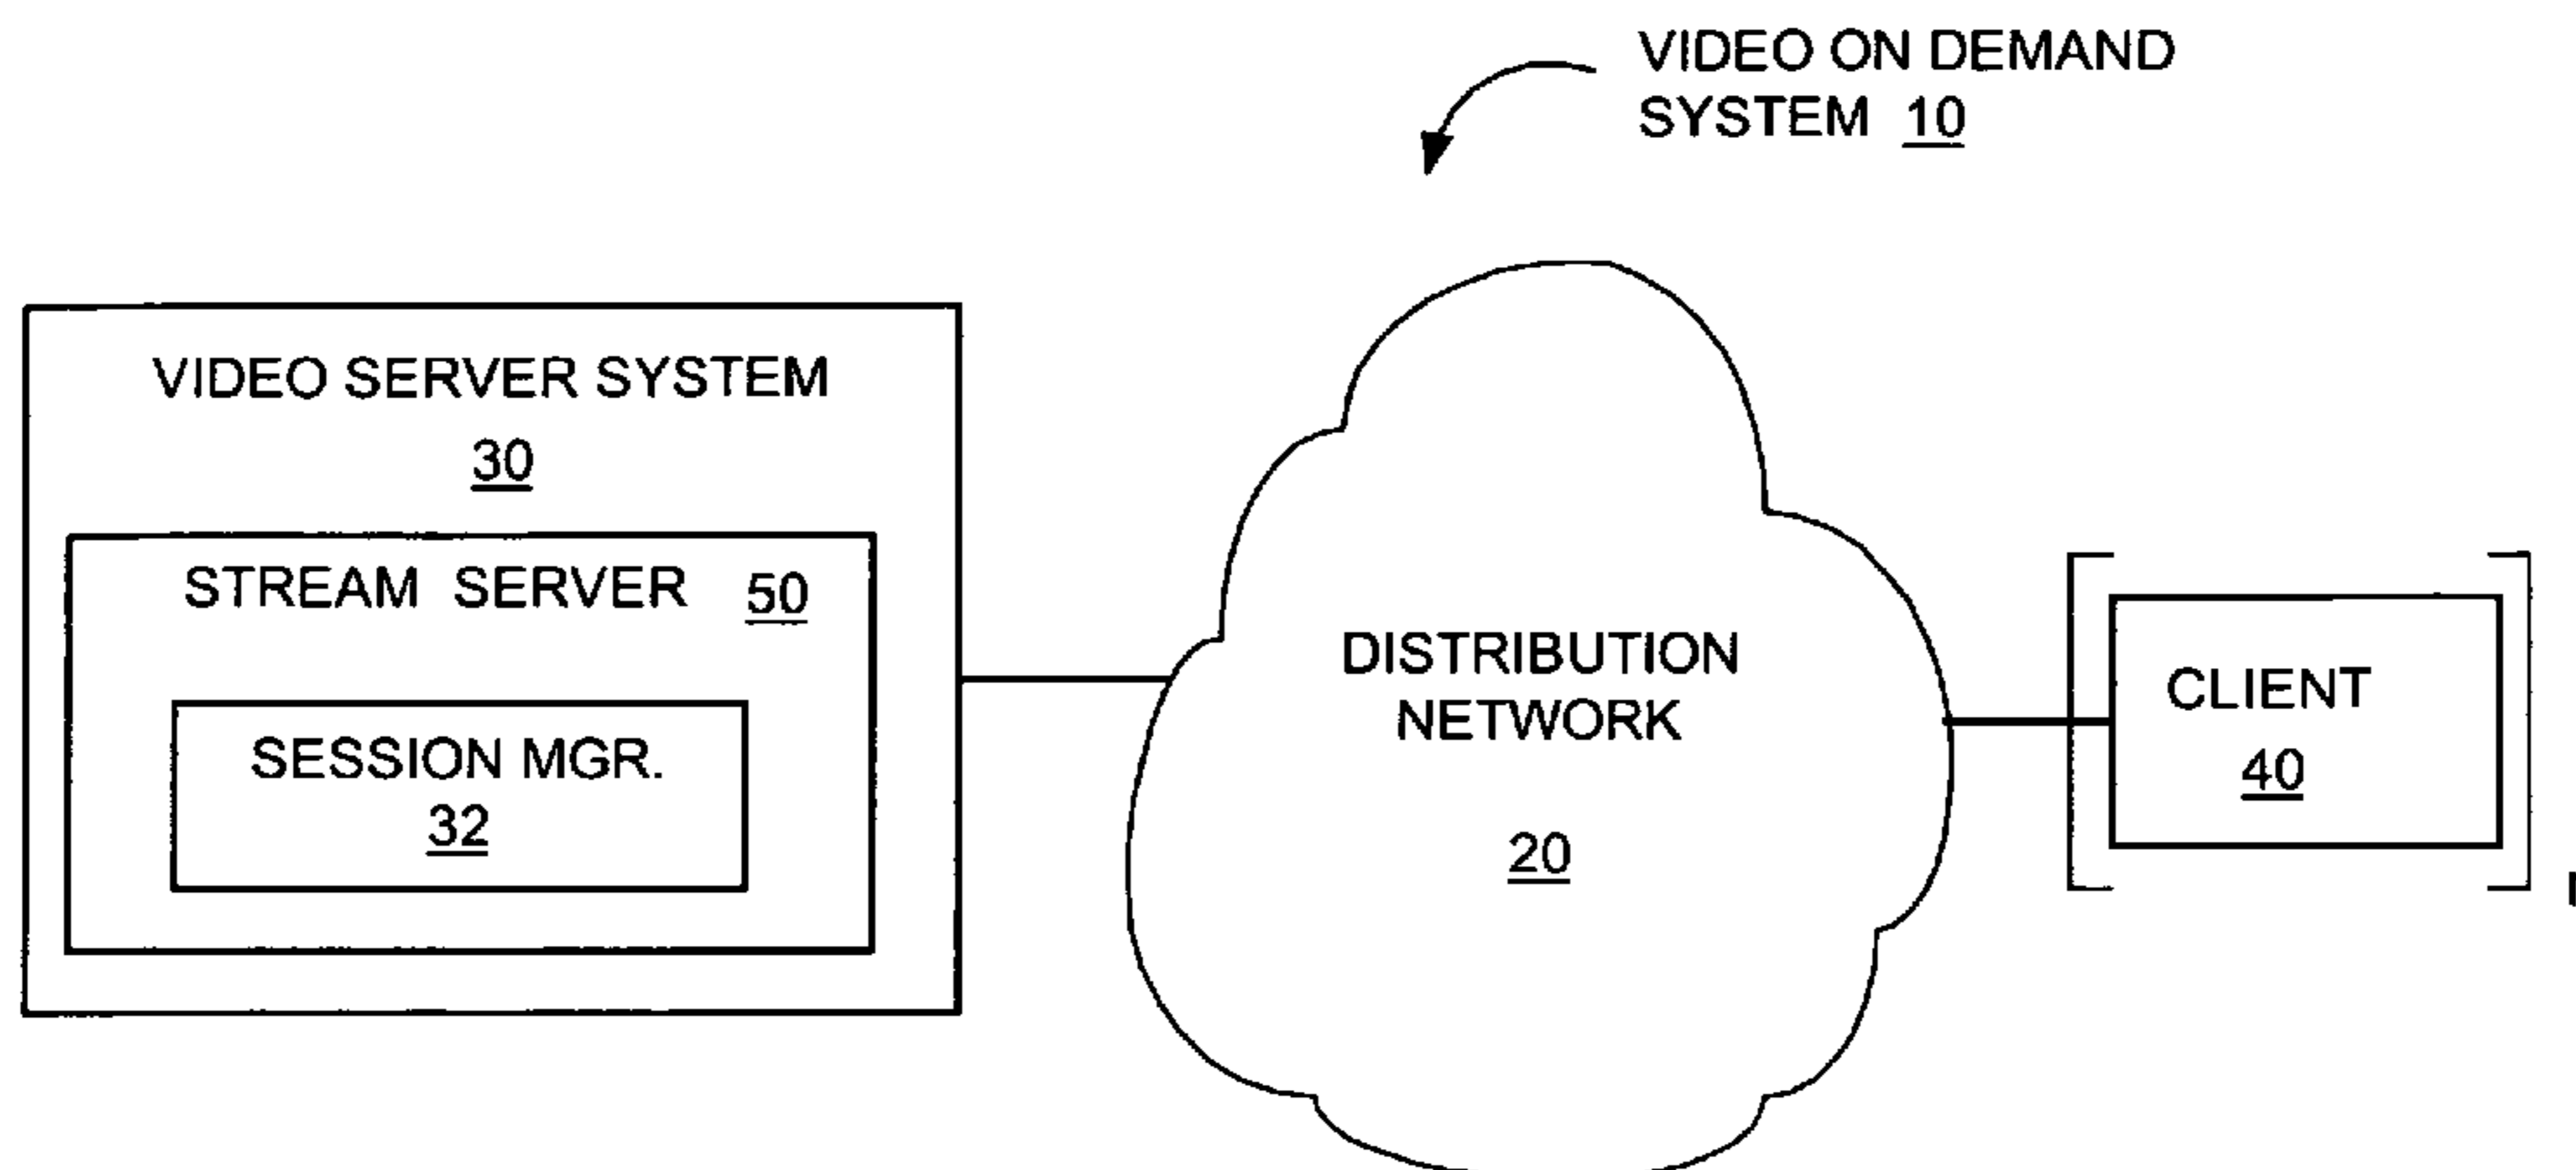 VIDEO ON DEMAND
SYSTEM 10
VIDEO SERVER SYSTEM
30
STREAM SERVER 50
SESSION MGR.
32
DISTRIBUTION
NETWORK
20
CLIENT
40